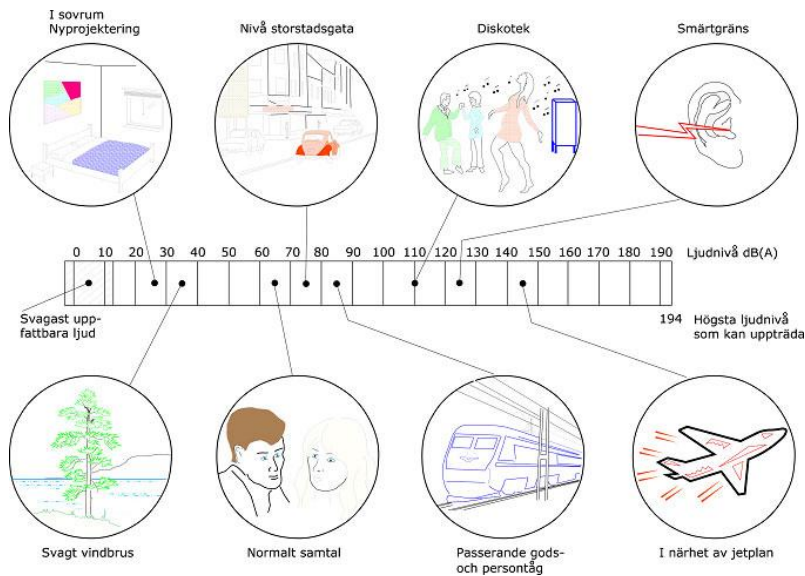 I sovrum
Nyprojektering
Nivå storstadsgata
Diskotek
Smärtgräns
0 10 20 30 40 50 60 65 70 75 80 90 100 110 120 130 140 150 160 170 180 190
Ljudnivå dB(A)
Svagast upp-
fattbara ljud
194
Högsta ljudnivå
som kan uppträda
Svagt vindbrus
Normalt samtal
Passerande gods-
och persontåg
I närhet av jetplan